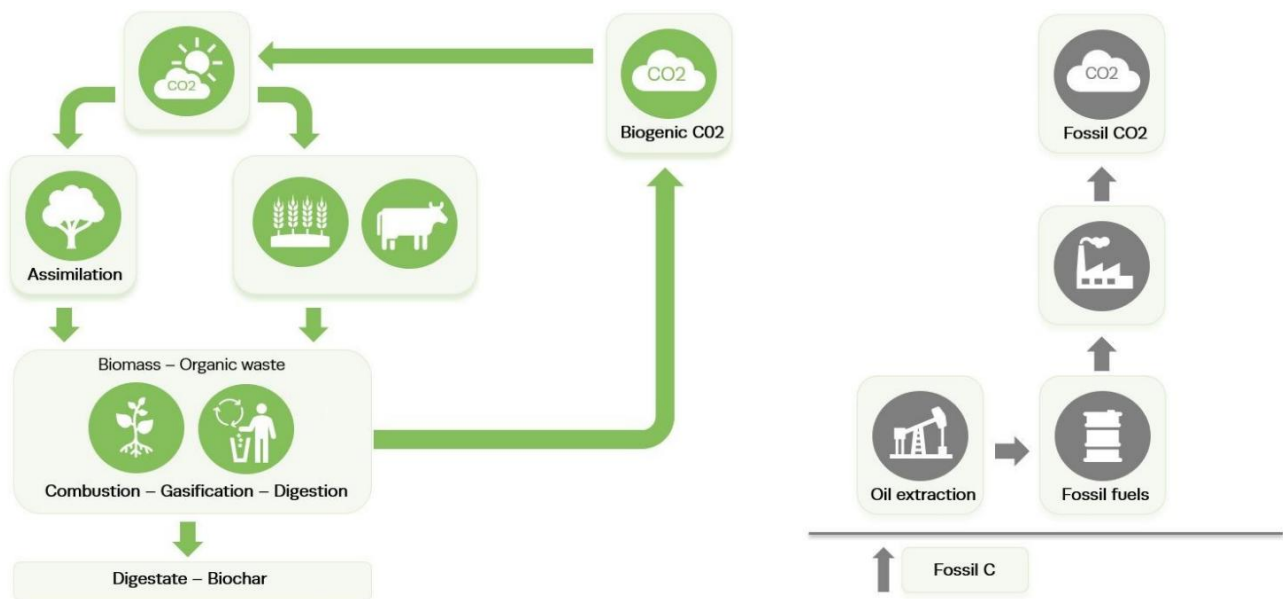 CO2
CO2
Biogenic C02
CO2
Fossil CO2
Assimilation
Biomass – Organic waste
Combustion – Gasification – Digestion
Oil extraction
Fossil fuels
Digestate – Biochar
Fossil C